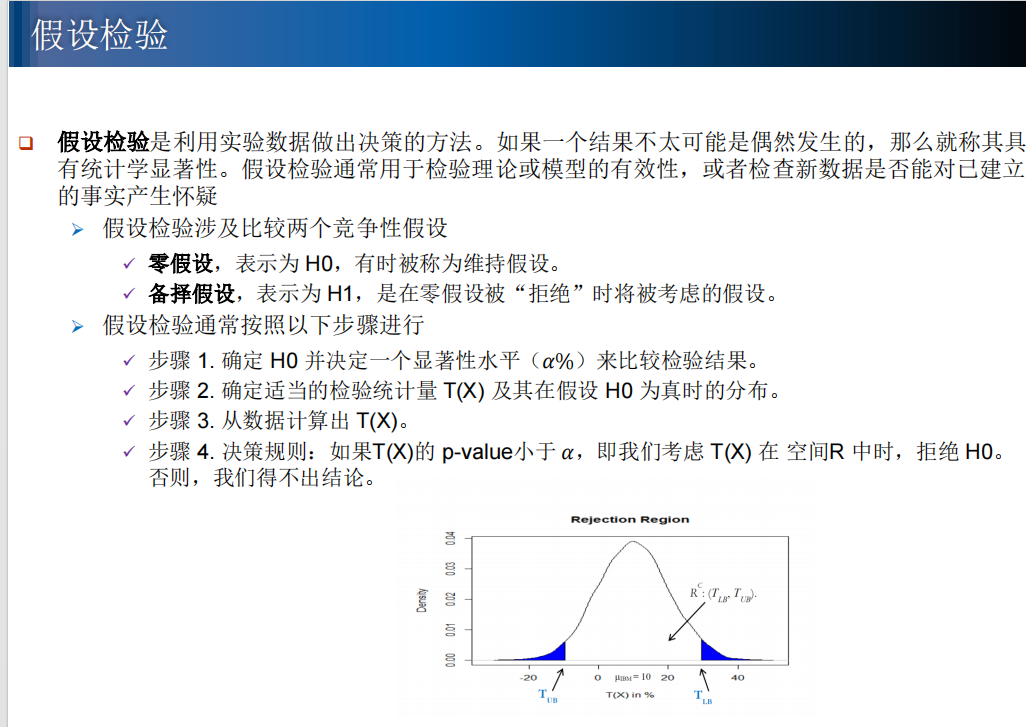 假设检验
假设检验是利用实验数据做出决策的方法。如果一个结果不太可能是偶然发生的，那么就称其具
有统计学显著性。假设检验通常用于检验理论或模型的有效性，或者检查新数据是否能对已建立
的事实产生怀疑
假设检验涉及比较两个竞争性假设
零假设，表示为 H0，有时被称为维持假设。
备择假设，表示为 H1，是在零假设被“拒绝”时将被考虑的假设。
假设检验通常按照以下步骤进行
步骤 1. 确定 H0 并决定一个显著性水平（α%）来比较检验结果。
步骤 2. 确定适当的检验统计量 T(X) 及其在假设 H0 为真时的分布。
步骤 3. 从数据计算出 T(X)。
步骤 4. 决策规则：如果T(X)的 p-value小于 α，即我们考虑 T(X) 在 空间R 中时，拒绝 H0。
否则，我们得不出结论。
Rejection Region
Density
0.04
0.03
0.02
0.01
0.00
R^C: (T_LB, T_UB).
-20 0 μ_IBM = 10 20 40
T_UB T(X) in % T_LB